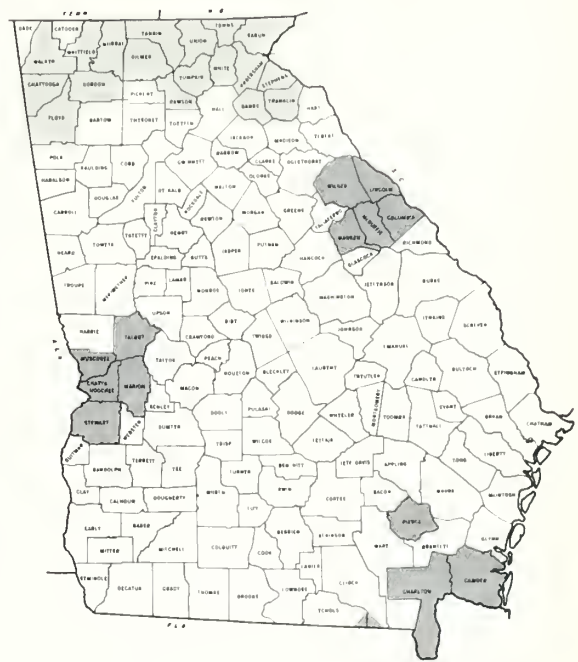 TENN
N C
DADE
CATOOSA
WHITFIELD
MURRAI
FANNIN
UNION
TOWNS
RABUN
WALKER
GILMER
WHITE
HABERSHAM
STEPHENS
CHATTOOGA
GORDON
PICKENS
LUMPKIN
DAWSON
HALL
BANKS
FRANKLIN
HART
FLOYD
BARTOW
CHEROKEE
FORSYTH
JACKSON
MADISON
ELBERT
POLK
PAULDING
COBB
GWINNETT
BARROW
CLARKE
OCONEE
OGLETHORPE
S C
HARALSON
DOUGLAS
FULTON
DE KALB
ROCKDALE
WALTON
WILKES
LINCOLN
CARROLL
CLAYTON
HENRY
NEWTON
MORGAN
GREENE
TALIAFERRO
McDUFFIE
COLUMBIA
HEARD
COWETA
FAYETTE
SPALDING
BUTTS
JASPER
PUTNAM
HANCOCK
WARREN
GLASCOCK
RICHMOND
TROUPE
MERIWETHER
PIKE
LAMAR
MONROE
JONES
BALDWIN
WASHINGTON
JEFFERSON
BURKE
HARRIS
TALBOT
UPSON
CRAWFORD
BIBB
TWIGGS
WILKINSON
JOHNSON
JENKINS
SCREVEN
ALA
MUSCOGEE
CHATTA
HOOCHEE
MARION
TAYLOR
PEACH
MACON
HOUSTON
BLECKLEY
LAURENS
EMANUEL
TREUTLEN
CANDLER
BULLOCH
EFFINGHAM
STEWART
WEBSTER
SCHLEY
SUMTER
DOOLY
PULASKI
DODGE
WHEELER
MONTGOMERY
TOOMBS
TATTNALL
EVANS
BRYAN
CHATHAM
QUITMAN
RANDOLPH
TERRELL
LEE
CRISP
WILCOX
TELFAIR
LONG
LIBERTY
CLAY
CALHOUN
DOUGHERTY
WORTH
TURNER
BEN HILL
IRWIN
JEFF DAVIS
APPLING
COFFEE
BACON
WAYNE
McINTOSH
EARLY
BAKER
MILLER
MITCHELL
COLQUITT
TIFT
COOK
BERRIEN
ATKINSON
PIERCE
WARE
BRANTLEY
GLYNN
SEMINOLE
DECATUR
GRADY
THOMAS
BROOKS
LANIER
LOWNDES
CLINCH
ECHOLS
CHARLTON
CAMDEN
FLA